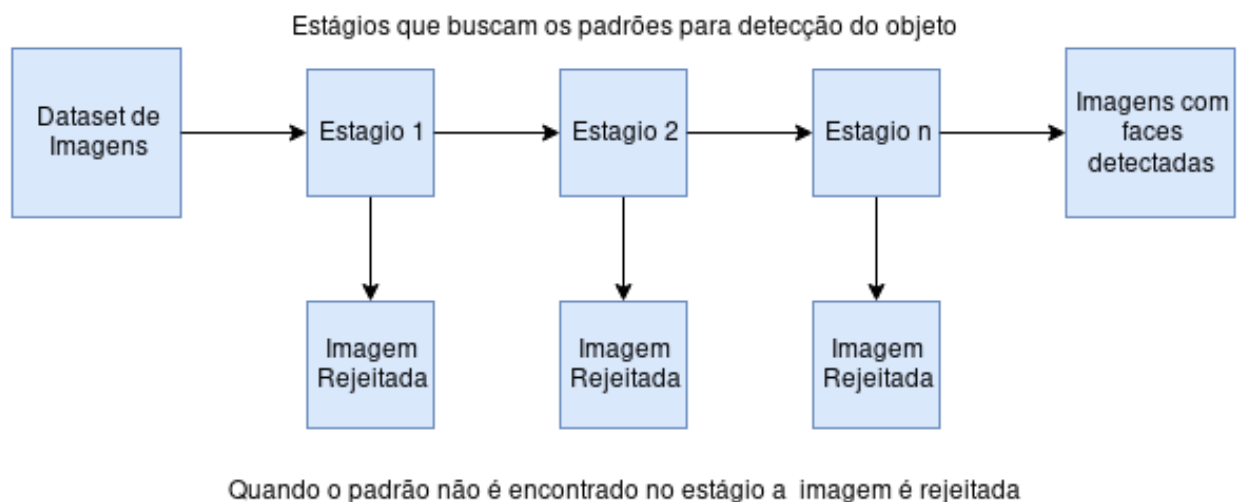 Estágios que buscam os padrões para detecção do objeto
Dataset de
Imagens
Estagio 1
Estagio 2
Estagio n
Imagens com
faces
detectadas
Imagem
Rejeitada
Imagem
Rejeitada
Imagem
Rejeitada
Quando o padrão não é encontrado no estágio a imagem é rejeitada